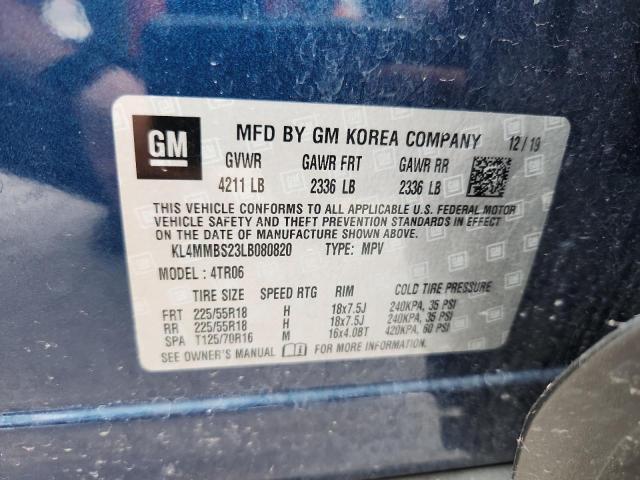 GM MFD BY GM KOREA COMPANY 12/19
GVWR GAWR FRT GAWR RR
4211 LB 2336 LB 2336 LB
THIS VEHICLE CONFORMS TO ALL APPLICABLE U.S. FEDERAL MOTOR
VEHICLE SAFETY AND THEFT PREVENTION STANDARDS IN EFFECT
ON THE DATE OF MANUFACTURE SHOWN ABOVE.
KL4MMBS23LB080820 TYPE: MPV
MODEL : 4TR06
TIRE SIZE SPEED RTG RIM COLD TIRE PRESSURE
FRT 225/55R18 H 18x7.5J 240KPA, 35 PSI
RR 225/55R18 H 18x7.5J 240KPA, 35 PSI
SPA T125/70R16 M 16x4.0BT 420KPA, 60 PSI
SEE OWNER'S MANUAL FOR MORE INFORMATION.